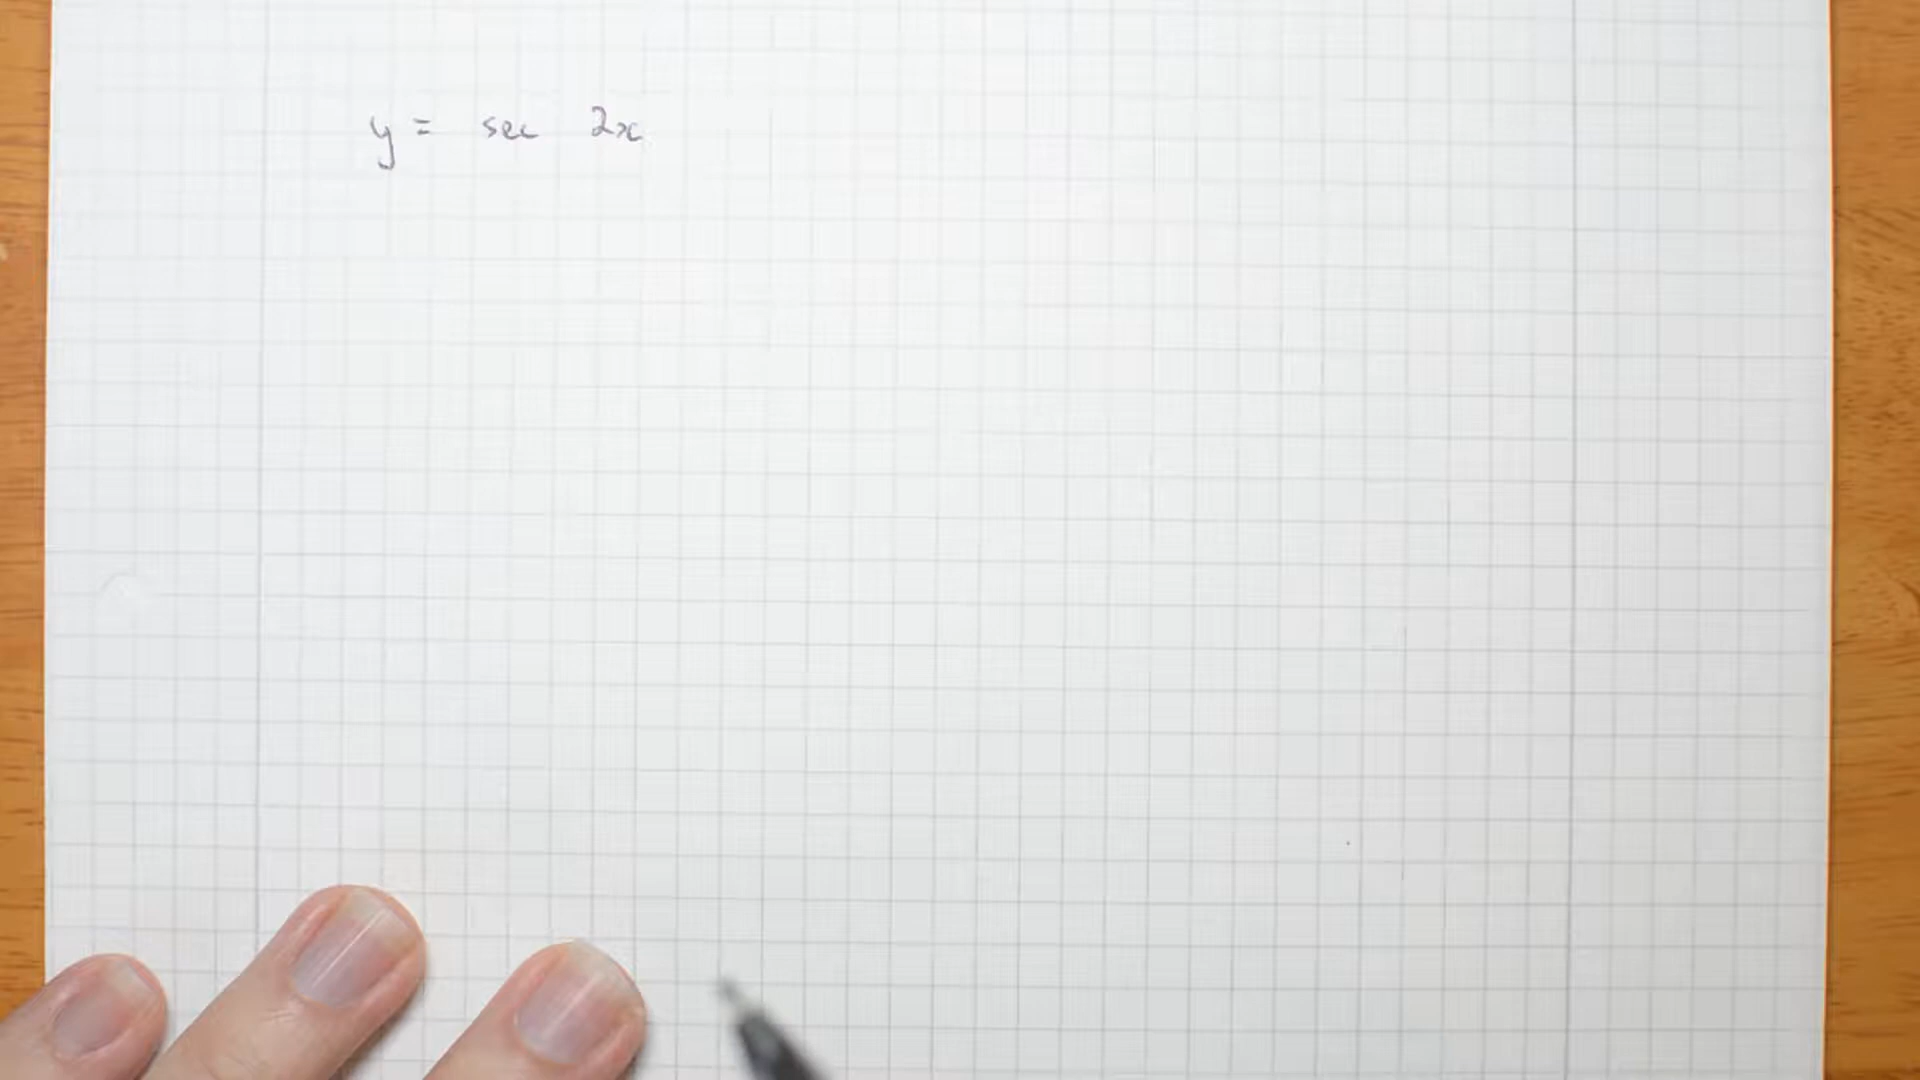 y = sec 2x